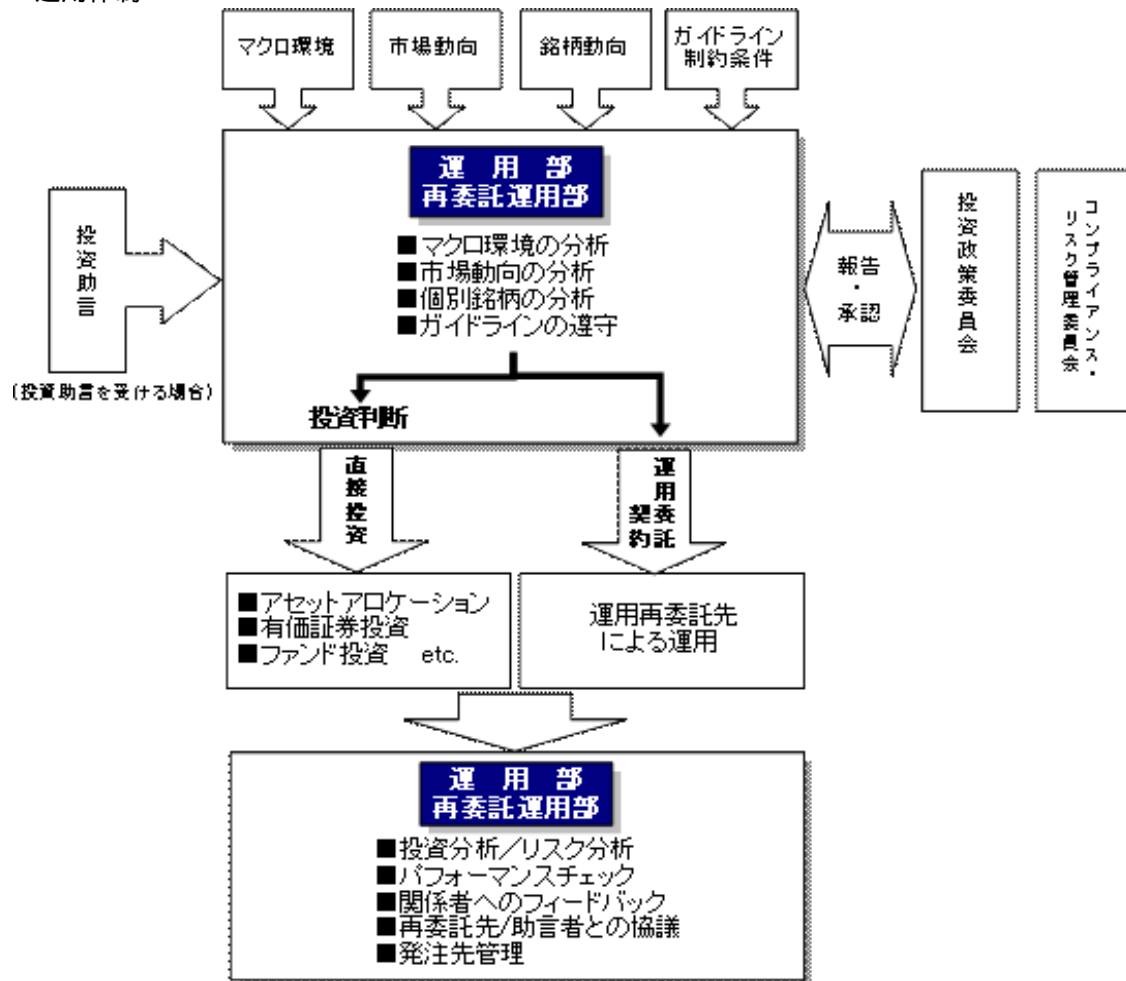 マクロ環境
市場動向
銘柄動向
ガイドライン
制約条件
運用部
再委託運用部
■マクロ環境の分析
■市場動向の分析
■個別銘柄の分析
■ガイドラインの遵守
投資助言
(投資助言を受ける場合)
報告
・
承認
投資政策委員会
コンプライアンス・
リスク管理委員会
投資判断
直接投資
運用委託
契約
■アセットアロケーション
■有価証券投資
■ファンド投資 etc.
運用再委託先
による運用
運用部
再委託運用部
■投資分析／リスク分析
■パフォーマンスチェック
■関係者へのフィードバック
■再委託先/助言者との協議
■発注先管理